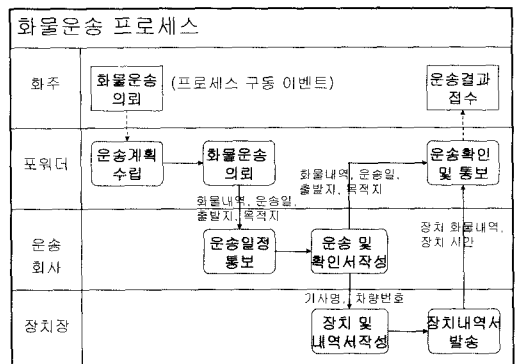 화물운송 프로세스
화주
화물운송
의뢰
(프로세스 구동 이벤트)
운송결과
접수
포워더
운송계획
수립
화물운송
의뢰
화물내역, 운송일,
출발지, 목적지
운송확인
및 통보
화물내역, 운송일,
출발지, 목적지
운송
회사
운송일정
통보
운송 및
확인서작성
장치 화물내역,
장치 시간
기사명, 차량번호
장치장
장치 및
내역서작성
장치내역서
발송